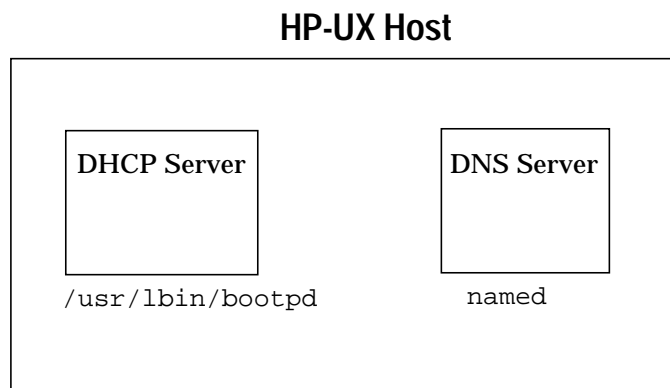 HP-UX Host
DHCP Server
DNS Server
/usr/lbin/bootpd
named